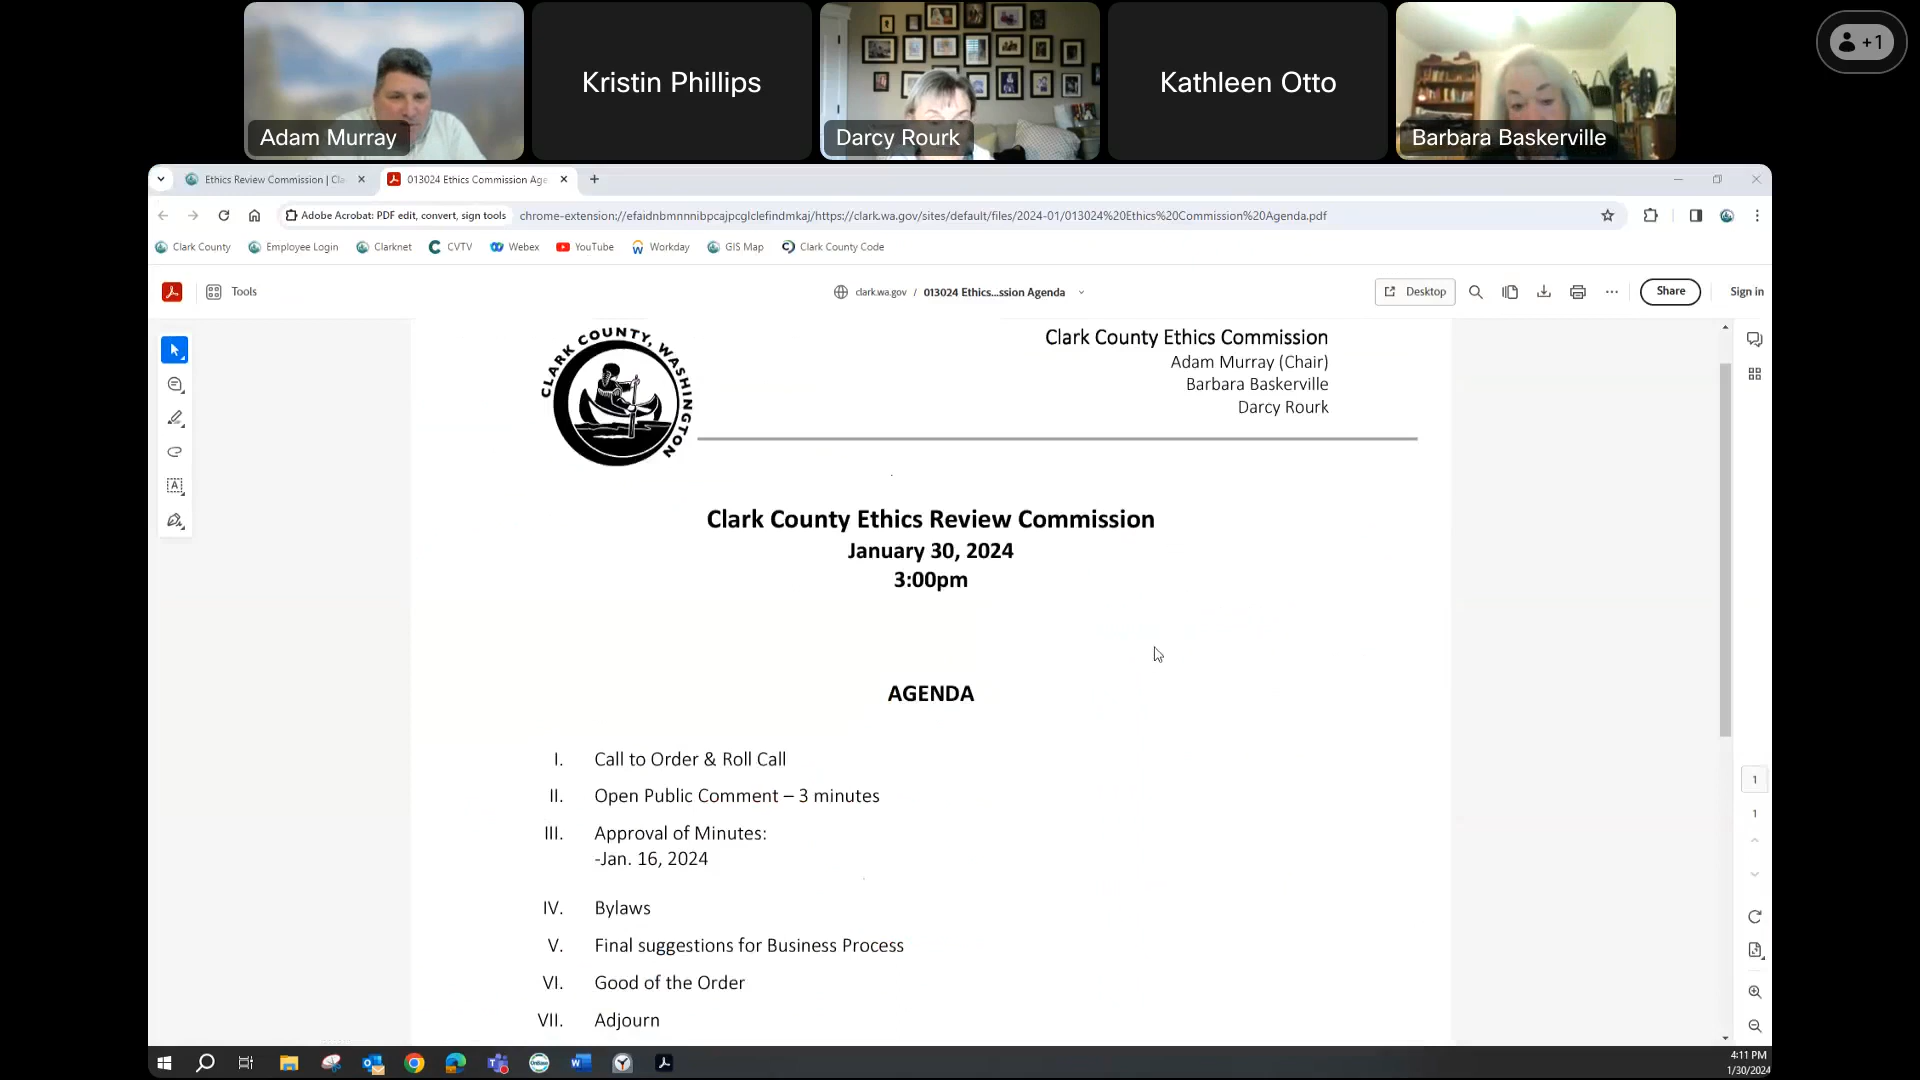 Adam Murray
Kristin Phillips
Darcy Rourk
Kathleen Otto
Barbara Baskerville
+1
Ethics Review Commission | Cla
013024 Ethics Commission Age
Adobe Acrobat: PDF edit, convert, sign tools
chrome-extension://efaidnbmnnnibpcajpcglclefindmkaj/https://clark.wa.gov/sites/default/files/2024-01/013024%20Ethics%20Commission%20Agenda.pdf
Clark County
Employee Login
Clarknet
CVTV
Webex
YouTube
Workday
GIS Map
Clark County Code
Tools
clark.wa.gov / 013024 Ethics...ssion Agenda
Desktop
Share
Sign in
CLARK COUNTY, WASHINGTON
Clark County Ethics Commission
Adam Murray (Chair)
Barbara Baskerville
Darcy Rourk
Clark County Ethics Review Commission
January 30, 2024
3:00pm
AGENDA
I. Call to Order & Roll Call
II. Open Public Comment – 3 minutes
III. Approval of Minutes:
-Jan. 16, 2024
IV. Bylaws
V. Final suggestions for Business Process
VI. Good of the Order
VII. Adjourn
1
1
4:11 PM
1/30/2024